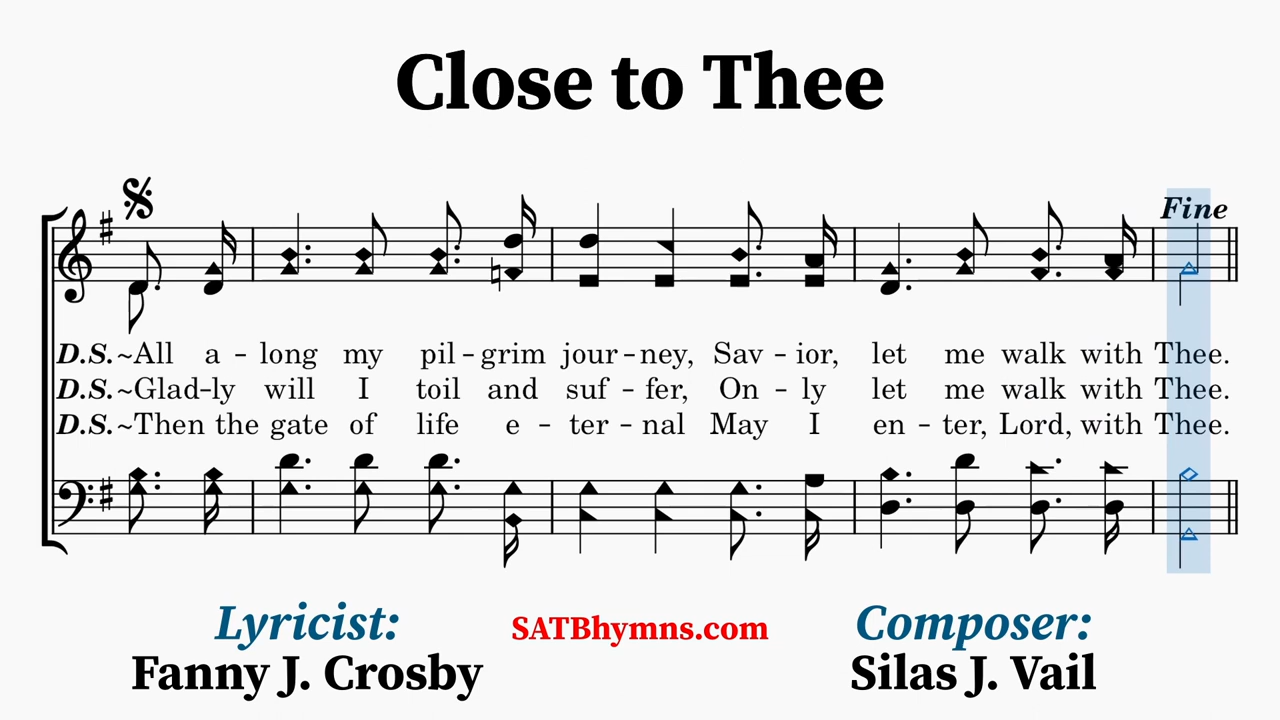 Close to Thee
Fine
D.S.~All a - long my pil - grim jour - ney, Sav - ior, let me walk with Thee.
D.S.~Glad-ly will I toil and suf - fer, On - ly let me walk with Thee.
D.S.~Then the gate of life e - ter - nal May I en - ter, Lord, with Thee.
Lyricist:
Fanny J. Crosby
SATBhymns.com
Composer:
Silas J. Vail